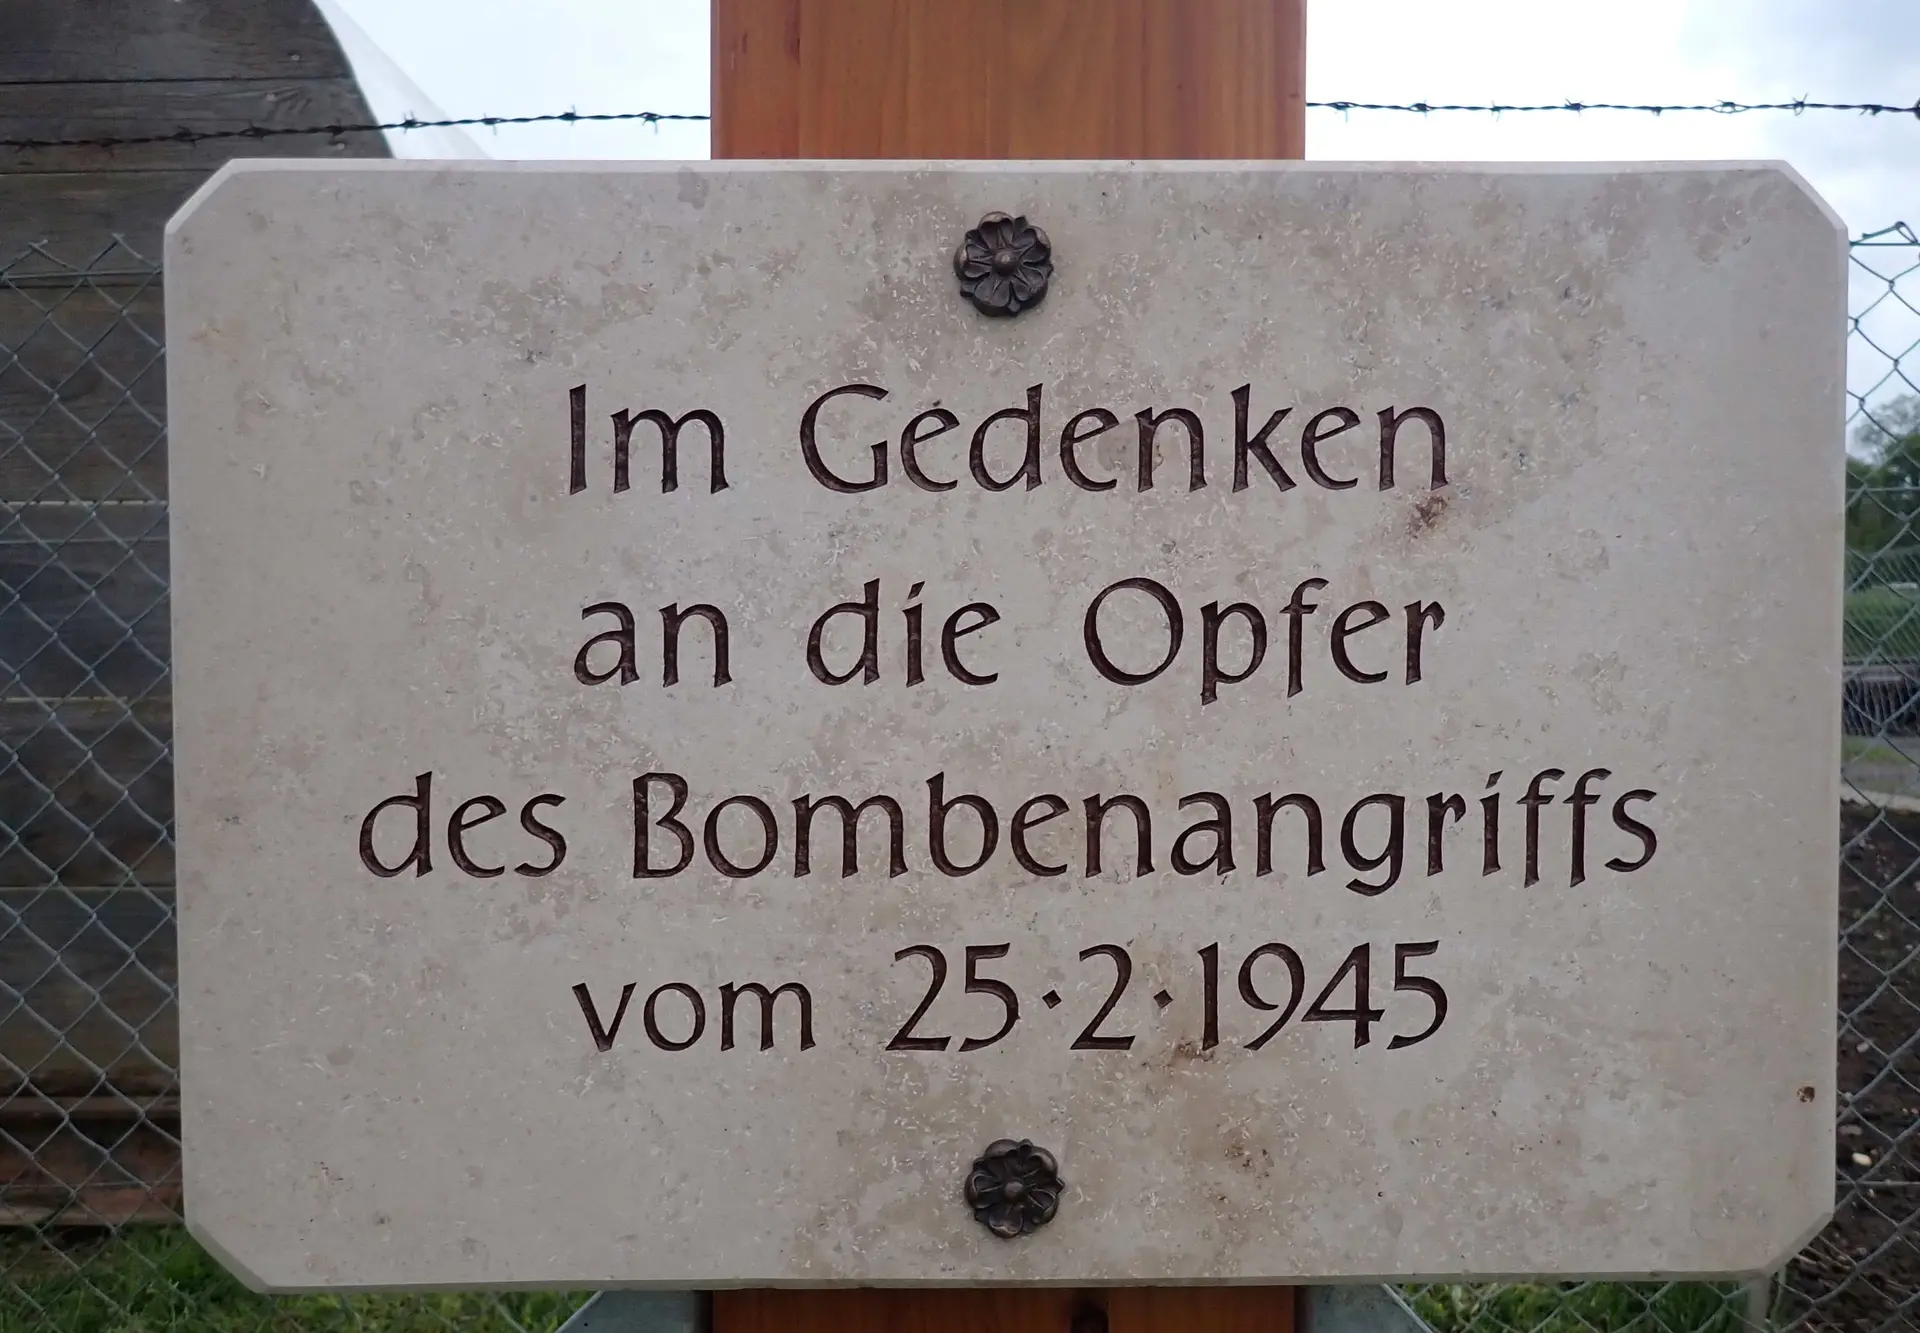 Im Gedenken
an die Opfer
des Bombenangriffs
vom 25·2·1945